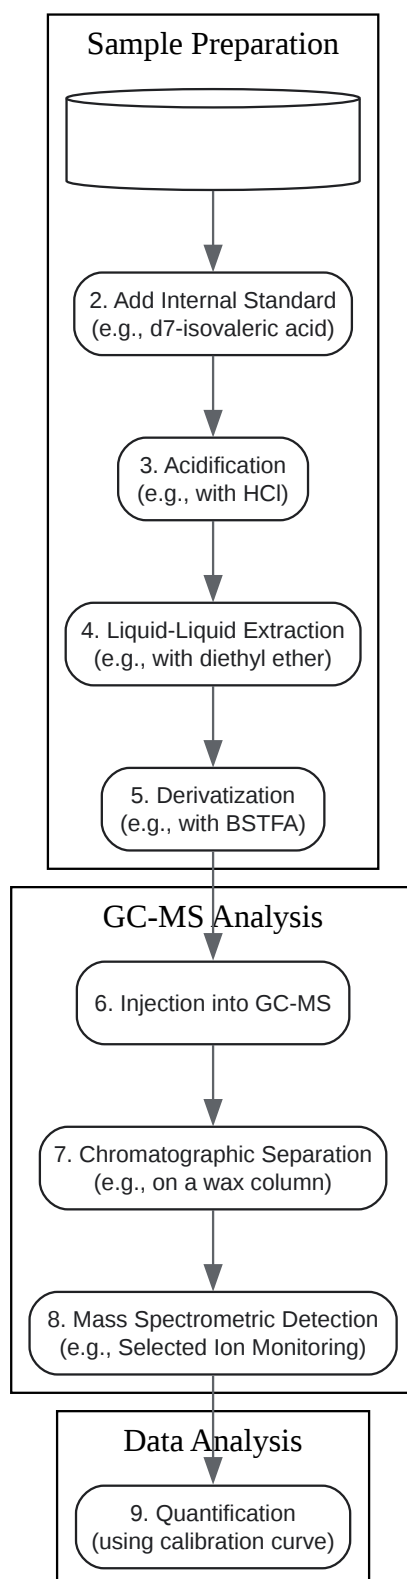 Sample Preparation
2. Add Internal Standard
(e.g., d7-isovaleric acid)
3. Acidification
(e.g., with HCl)
4. Liquid-Liquid Extraction
(e.g., with diethyl ether)
5. Derivatization
(e.g., with BSTFA)
GC-MS Analysis
6. Injection into GC-MS
7. Chromatographic Separation
(e.g., on a wax column)
8. Mass Spectrometric Detection
(e.g., Selected Ion Monitoring)
Data Analysis
9. Quantification
(using calibration curve)